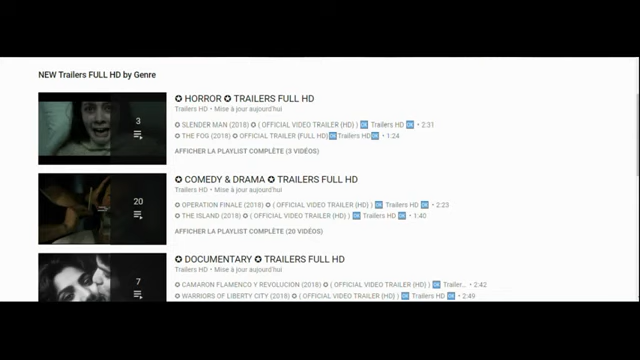 NEW Trailers FULL HD by Genre
✪ HORROR ✪ TRAILERS FULL HD
Trailers HD • Mise à jour aujourd'hui
3
✪ SLENDER MAN (2018) ✪ ( OFFICIAL VIDEO TRAILER (HD) ) 🆗 Trailers HD 🆗 • 2:31
✪ THE FOG (2018) ✪ OFFICIAL TRAILER (FULL HD)🆗Trailers HD🆗 • 1:24
AFFICHER LA PLAYLIST COMPLÈTE (3 VIDÉOS)
✪ COMEDY & DRAMA ✪ TRAILERS FULL HD
Trailers HD • Mise à jour aujourd'hui
20
✪ OPERATION FINALE (2018) ✪ ( OFFICIAL VIDEO TRAILER (HD) ) 🆗 Trailers HD 🆗 • 2:23
✪ THE ISLAND (2018) ✪ ( OFFICIAL VIDEO TRAILER (HD) ) 🆗 Trailers HD 🆗 • 1:40
AFFICHER LA PLAYLIST COMPLÈTE (20 VIDÉOS)
✪ DOCUMENTARY ✪ TRAILERS FULL HD
Trailers HD • Mise à jour aujourd'hui
7
✪ CAMARON FLAMENCO Y REVOLUCION (2018) ✪ ( OFFICIAL VIDEO TRAILER (HD) ) 🆗 Trailer... • 2:42
✪ WARRIORS OF LIBERTY CITY (2018) ✪ ( OFFICIAL VIDEO TRAILER (HD) ) 🆗 Trailers HD 🆗 • 2:49